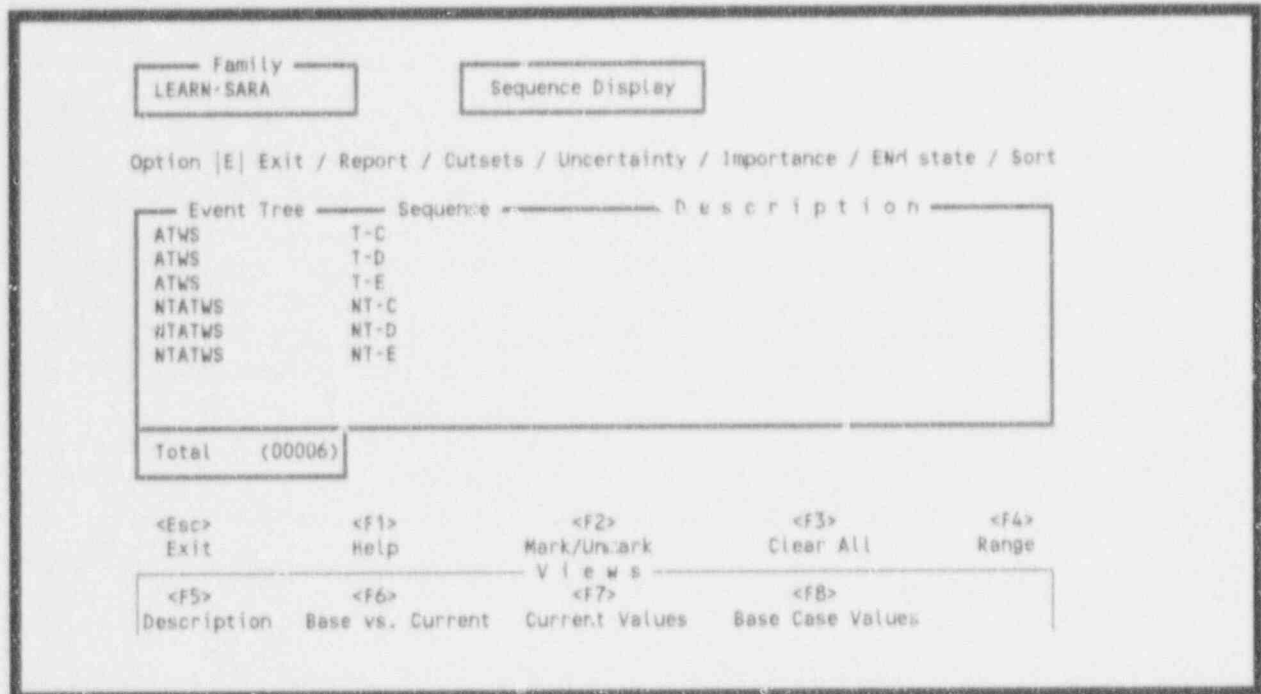 Family
LEARN-SARA
Sequence Display
Option |E| Exit / Report / Cutsets / Uncertainty / Importance / ENd state / Sort
Event Tree Sequence Description
ATWS T-C
ATWS T-D
ATWS T-E
NTATWS NT-C
NTATWS NT-D
NTATWS NT-E
Total (00006)
<Esc> <F1> <F2> <F3> <F4>
Exit Help Mark/Unmark Clear All Range
Views
<F5> <F6> <F7> <F8>
Description Base vs. Current Current Values Base Case Values